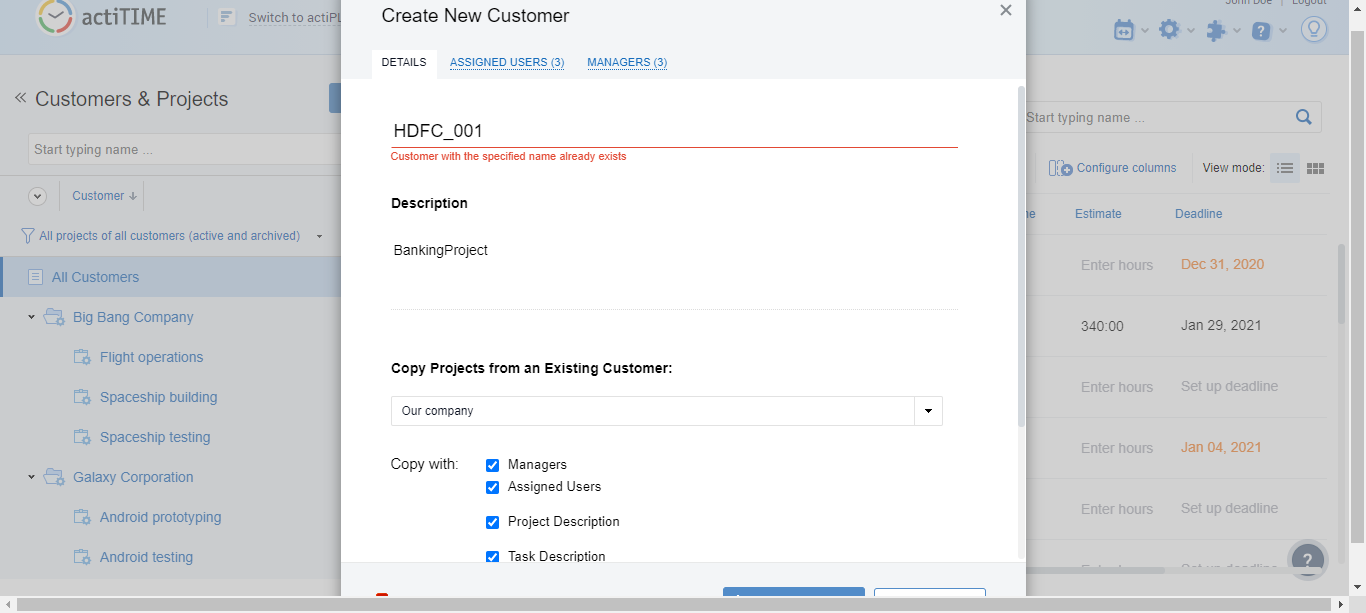 actiTIME
Switch to actiPL
John Doe
Logout
Create New Customer
DETAILS
ASSIGNED USERS (3)
MANAGERS (3)
Customers & Projects
Start typing name ...
Customer
All projects of all customers (active and archived)
All Customers
Big Bang Company
Flight operations
Spaceship building
Spaceship testing
Galaxy Corporation
Android prototyping
Android testing
HDFC_001
Customer with the specified name already exists
Description
BankingProject
Copy Projects from an Existing Customer:
Our company
Copy with:
Managers
Assigned Users
Project Description
Task Description
Start typing name ...
Configure columns
View mode:
Estimate
Deadline
Enter hours
Dec 31, 2020
340:00
Jan 29, 2021
Enter hours
Set up deadline
Enter hours
Jan 04, 2021
Enter hours
Set up deadline